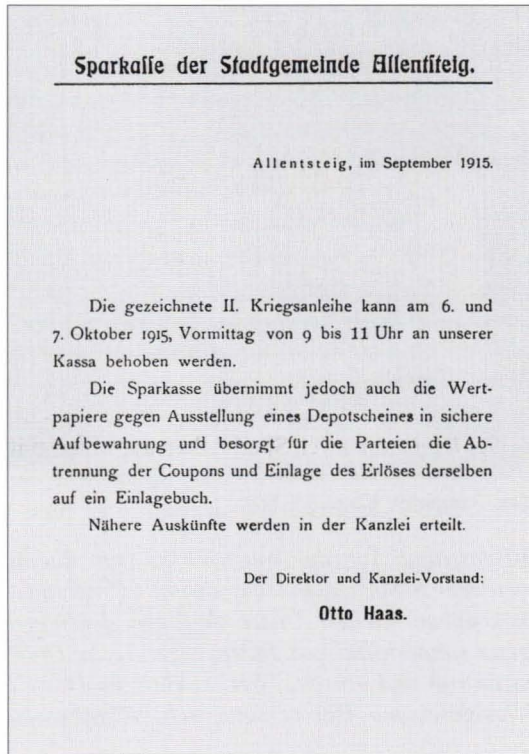 Sparkasse der Stadtgemeinde Allentsteig.
Allentsteig, im September 1915.
Die gezeichnete II. Kriegsanleihe kann am 6. und
7. Oktober 1915, Vormittag von 9 bis 11 Uhr an unserer
Kassa behoben werden.
Die Sparkasse übernimmt jedoch auch die Wert-
papiere gegen Ausstellung eines Depotscheines in sichere
Aufbewahrung und besorgt für die Parteien die Ab-
trennung der Coupons und Einlage des Erlöses derselben
auf ein Einlagebuch.
Nähere Auskünfte werden in der Kanzlei erteilt.
Der Direktor und Kanzlei-Vorstand:
Otto Haas.